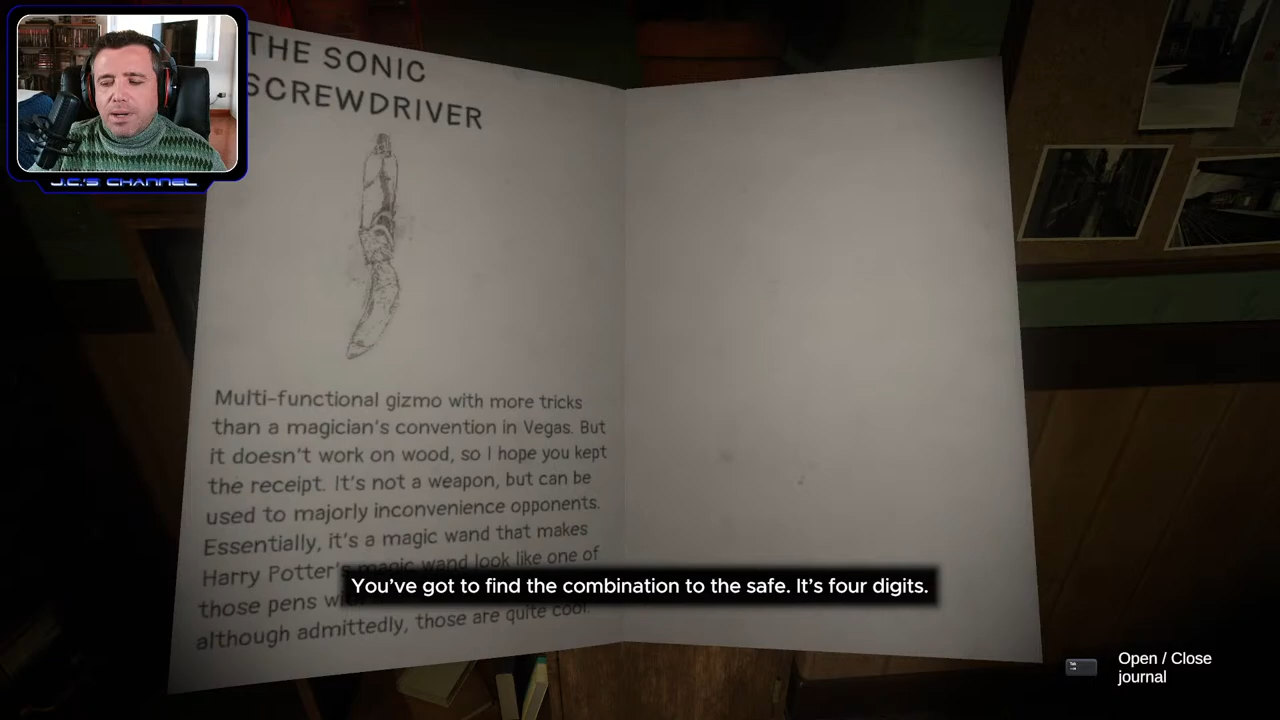 THE SONIC
SCREWDRIVER
J.C.'S CHANNEL
Multi-functional gizmo with more tricks
than a magician's convention in Vegas. But
it doesn't work on wood, so I hope you kept
the receipt. It's not a weapon, but can be
used to majorly inconvenience opponents.
Essentially, it's a magic wand that makes
Harry Potter's magic wand look like one of
those pens
although admittedly, those are quite cool.
You've got to find the combination to the safe. It's four digits.
Tab
Open / Close
journal